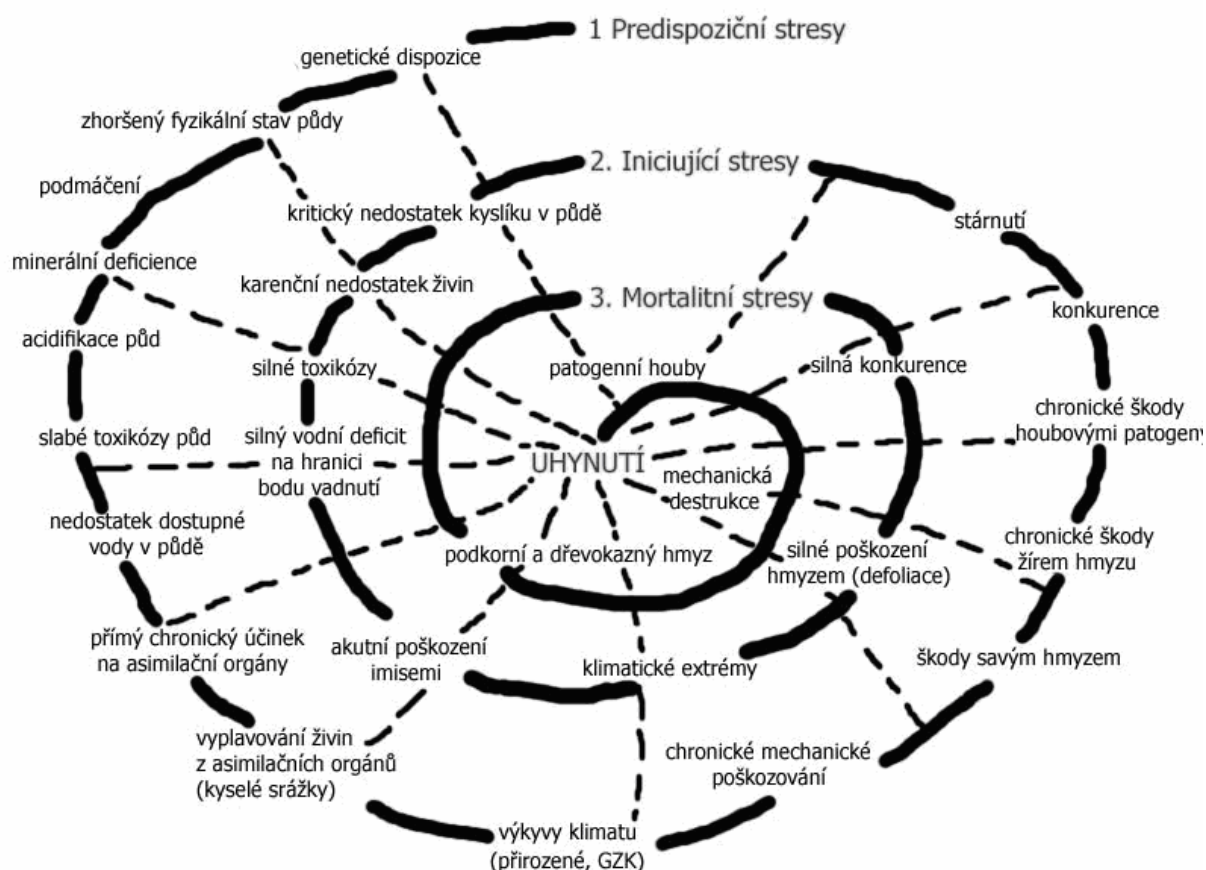 1 Predispoziční stresy
genetické dispozice
zhoršený fyzikální stav půdy
podmáčení
minerální deficience
acidifikace půd
slabé toxikózy půd
nedostatek dostupné
vody v půdě
přímý chronický účinek
na asimilační orgány
vyplavování živin
z asimilačních orgánů
(kyselé srážky)
výkyvy klimatu
(přirozené, GZK)
chronické mechanické
poškozování
škody savým hmyzem
chronické škody
žírem hmyzu
chronické škody
houbovými patogeny
konkurence
stárnutí
2. Iniciující stresy
kritický nedostatek kyslíku v půdě
karenční nedostatek živin
silné toxikózy
silný vodní deficit
na hranici
bodu vadnutí
akutní poškození
imisemi
klimatické extrémy
silné poškození
hmyzem (defoliace)
silná konkurence
3. Mortalitní stresy
patogenní houby
mechanická
destrukce
podkorní a dřevokazný hmyz
UHYNUTÍ